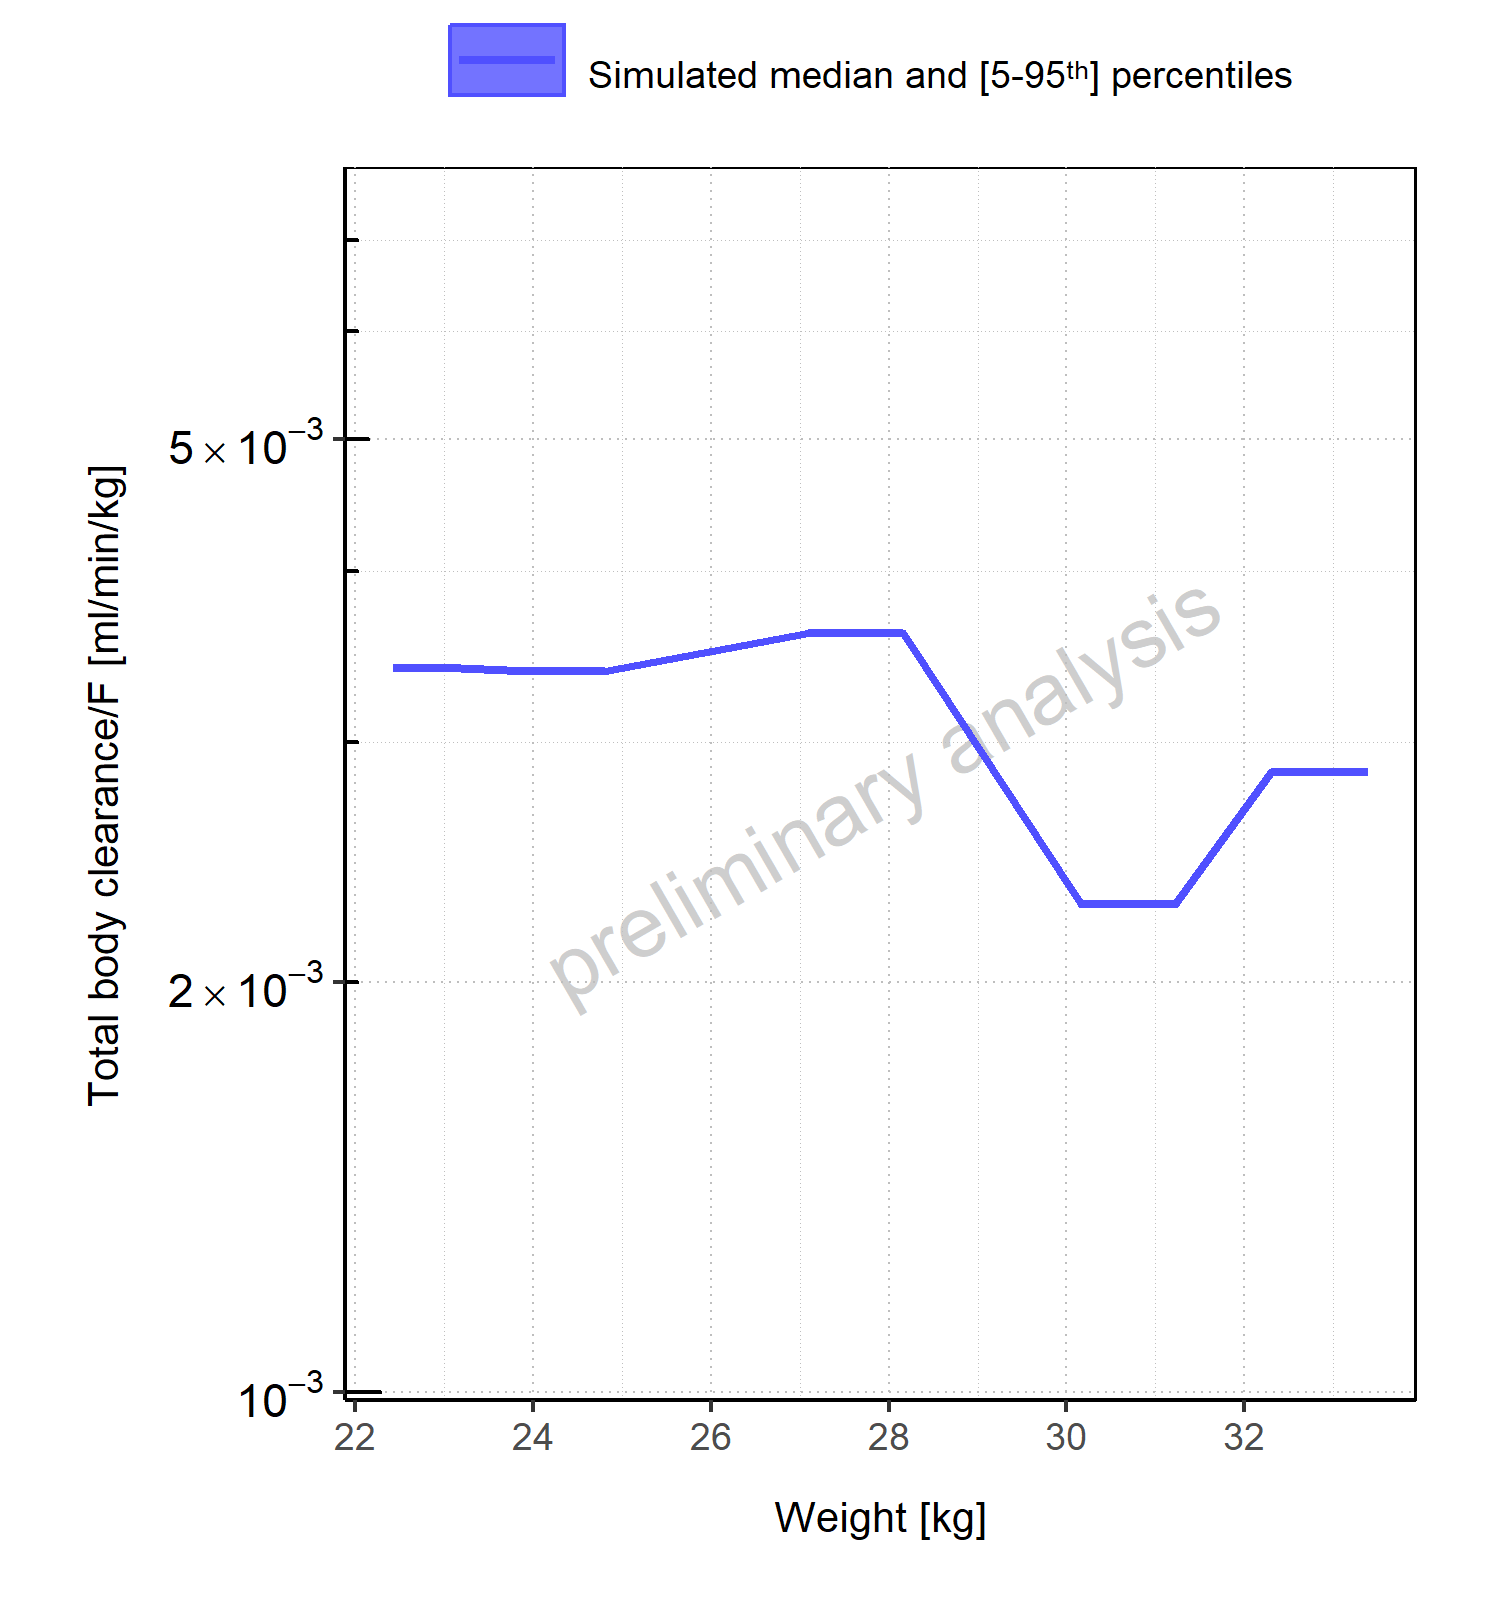 Simulated median and [5-95ᵗʰ] percentiles
5 × 10⁻³
2 × 10⁻³
10⁻³
Total body clearance/F [ml/min/kg]
preliminary analysis
22 24 26 28 30 32
Weight [kg]